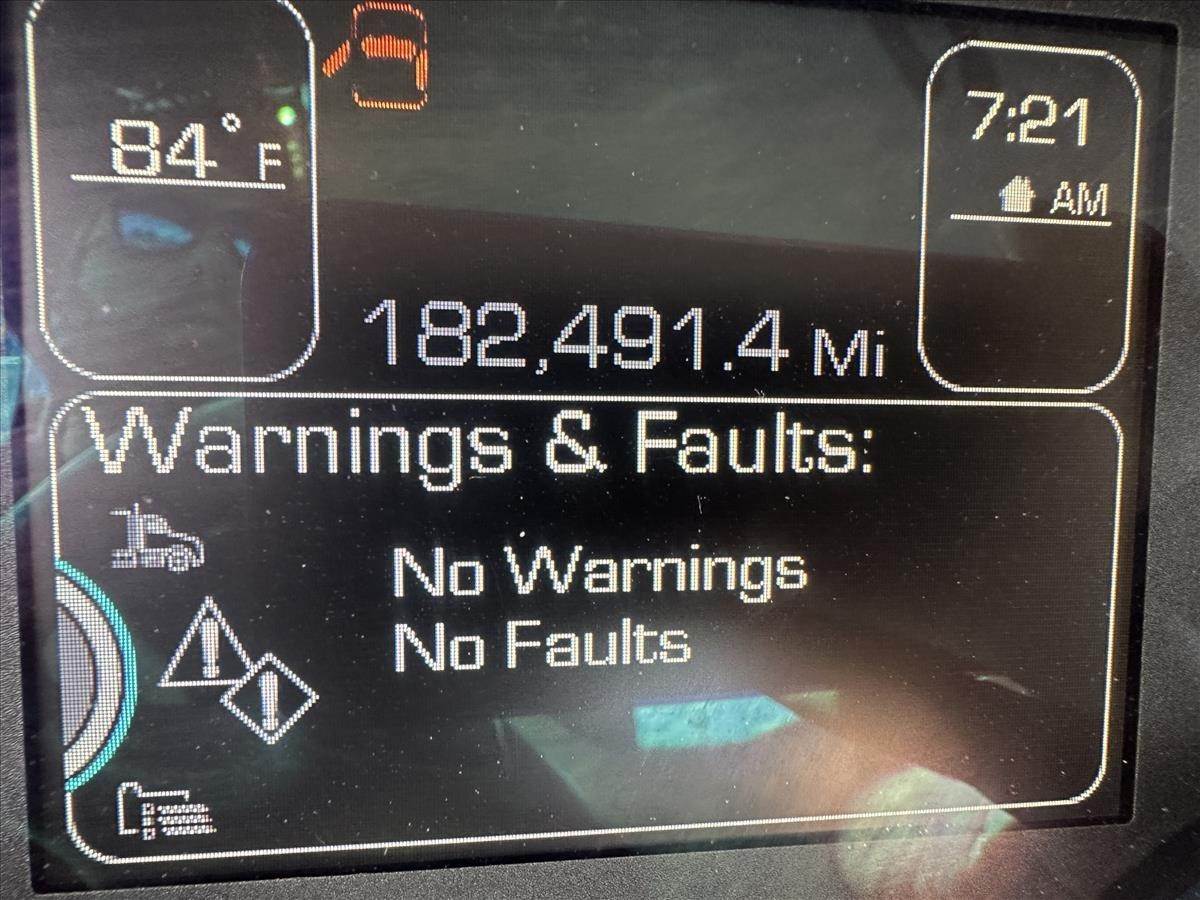 84° F
7:21
AM
182,491.4 Mi
Warnings & Faults:
No Warnings
No Faults